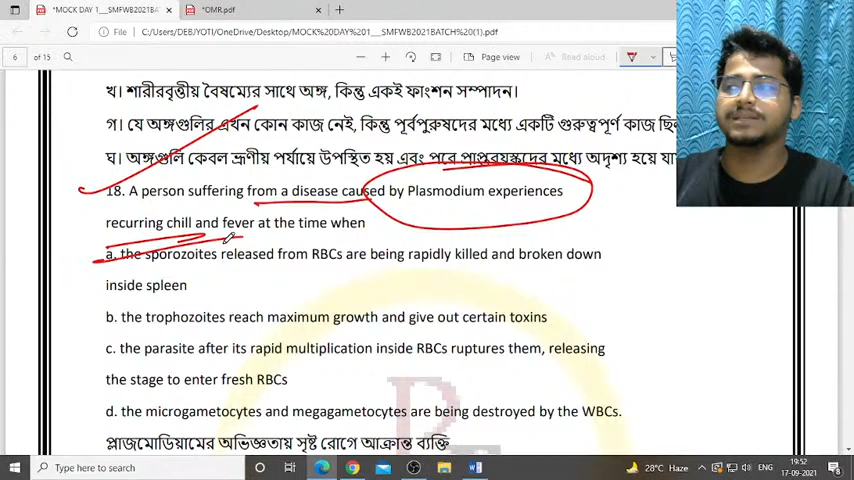 *MOCK DAY 1___SMFWB2021BATCH
*OMR.pdf
File
C:/Users/DEB/YOTI/OneDrive/Desktop/MOCK%20DAY%201___SMFWB2021BATCH%20(1).pdf
6
of 15
Page view
Draw
খ। শারীরবৃত্তীয় বৈষম্যের সাথে অঙ্গ, কিন্তু একই ফাংশন সম্পাদন।
গ। যে অঙ্গগুলির এখন কোন কাজ নেই, কিন্তু পূর্বপুরুষদের মধ্যে একটি গুরুত্বপূর্ণ কাজ ছিল
ঘ। অঙ্গগুলি কেবল ভ্রূণীয় পর্যায়ে উপস্থিত হয় এবং পরে প্রাপ্তবয়স্কদের মধ্যে অদৃশ্য হয়ে যা
18. A person suffering from a disease caused by Plasmodium experiences
recurring chill and fever at the time when
a. the sporozoites released from RBCs are being rapidly killed and broken down
inside spleen
b. the trophozoites reach maximum growth and give out certain toxins
c. the parasite after its rapid multiplication inside RBCs ruptures them, releasing
the stage to enter fresh RBCs
d. the microgametocytes and megagametocytes are being destroyed by the WBCs.
প্লাজমোডিয়ামের অভিজ্ঞতায় সৃষ্ট রোগে আক্রান্ত ব্যক্তি
Type here to search
28°C Haze
ENG
19:52
17-09-2021